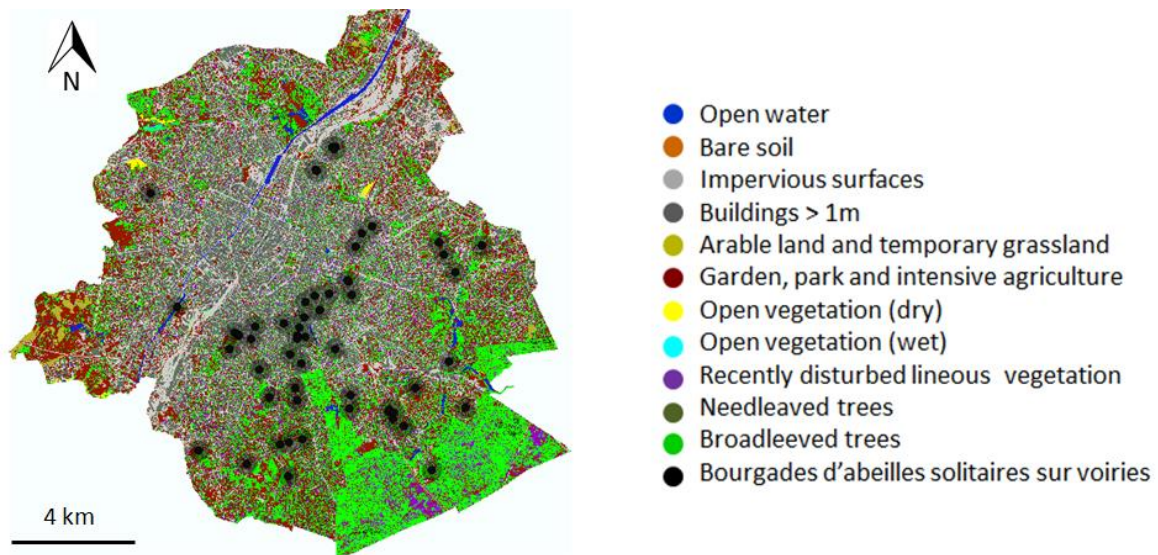 N
4 km
Open water
Bare soil
Impervious surfaces
Buildings > 1m
Arable land and temporary grassland
Garden, park and intensive agriculture
Open vegetation (dry)
Open vegetation (wet)
Recently disturbed lineous vegetation
Needleaved trees
Broadleeved trees
Bourgades d'abeilles solitaires sur voiries